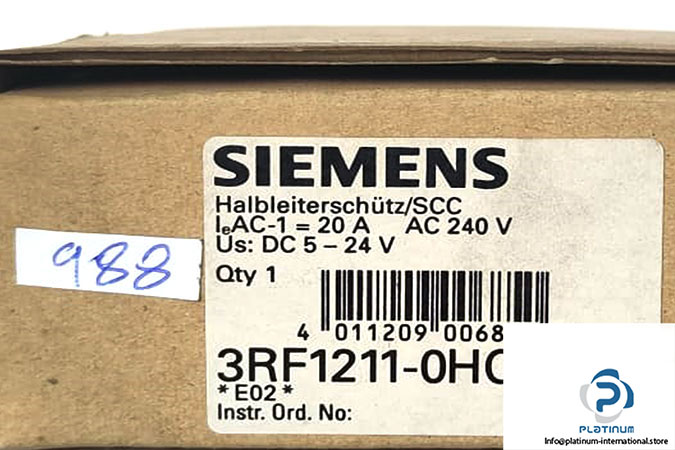 988
SIEMENS
Halbleiterschütz/SCC
IeAC-1 = 20 A AC 240 V
Us: DC 5 – 24 V
Qty 1
4 011209 0068
3RF1211-0H
* E02 *
Instr. Ord. No:
PLATINUM
Info@platinum-international.store